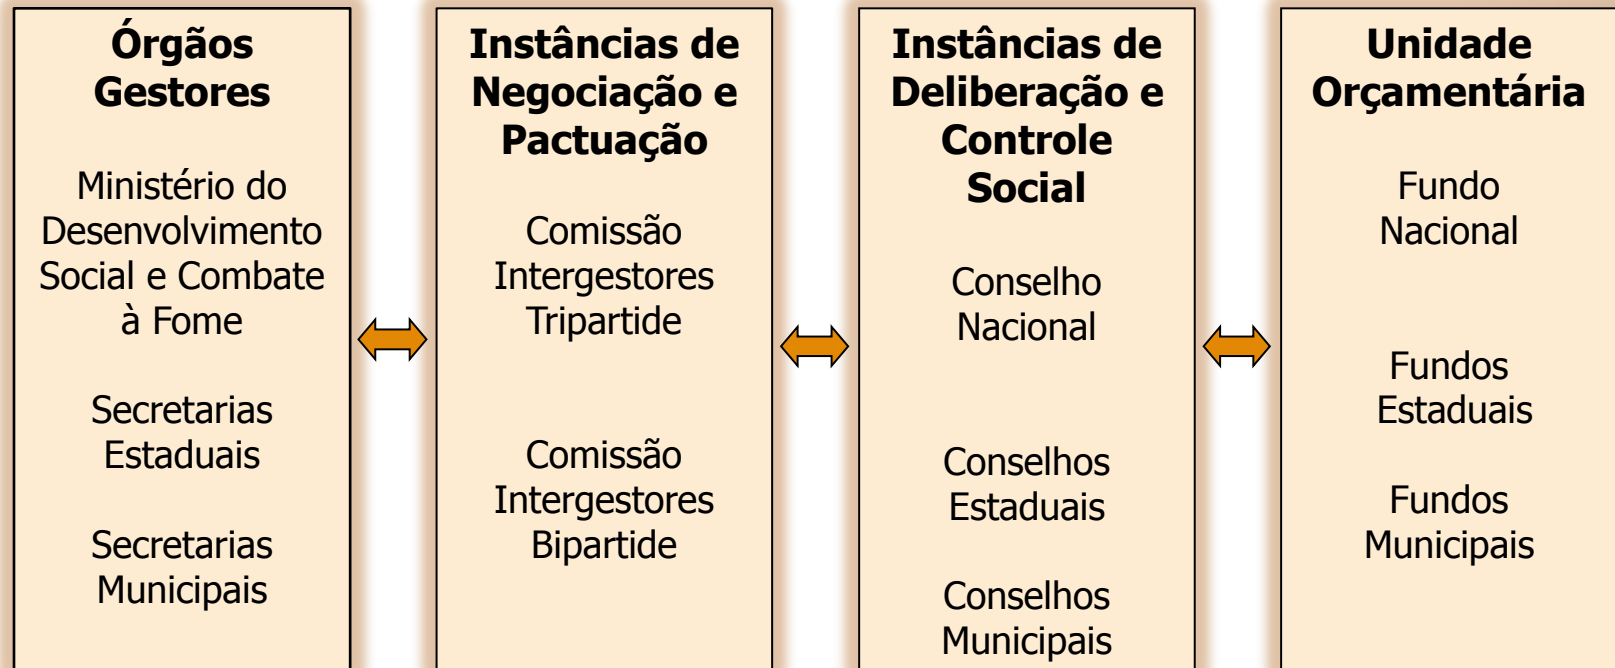 Órgãos
Gestores
Ministério do
Desenvolvimento
Social e Combate
à Fome
Secretarias
Estaduais
Secretarias
Municipais
Instâncias de
Negociação e
Pactuação
Comissão
Intergestores
Tripartide
Comissão
Intergestores
Bipartide
Instâncias de
Deliberação e
Controle
Social
Conselho
Nacional
Conselhos
Estaduais
Conselhos
Municipais
Unidade
Orçamentária
Fundo
Nacional
Fundos
Estaduais
Fundos
Municipais